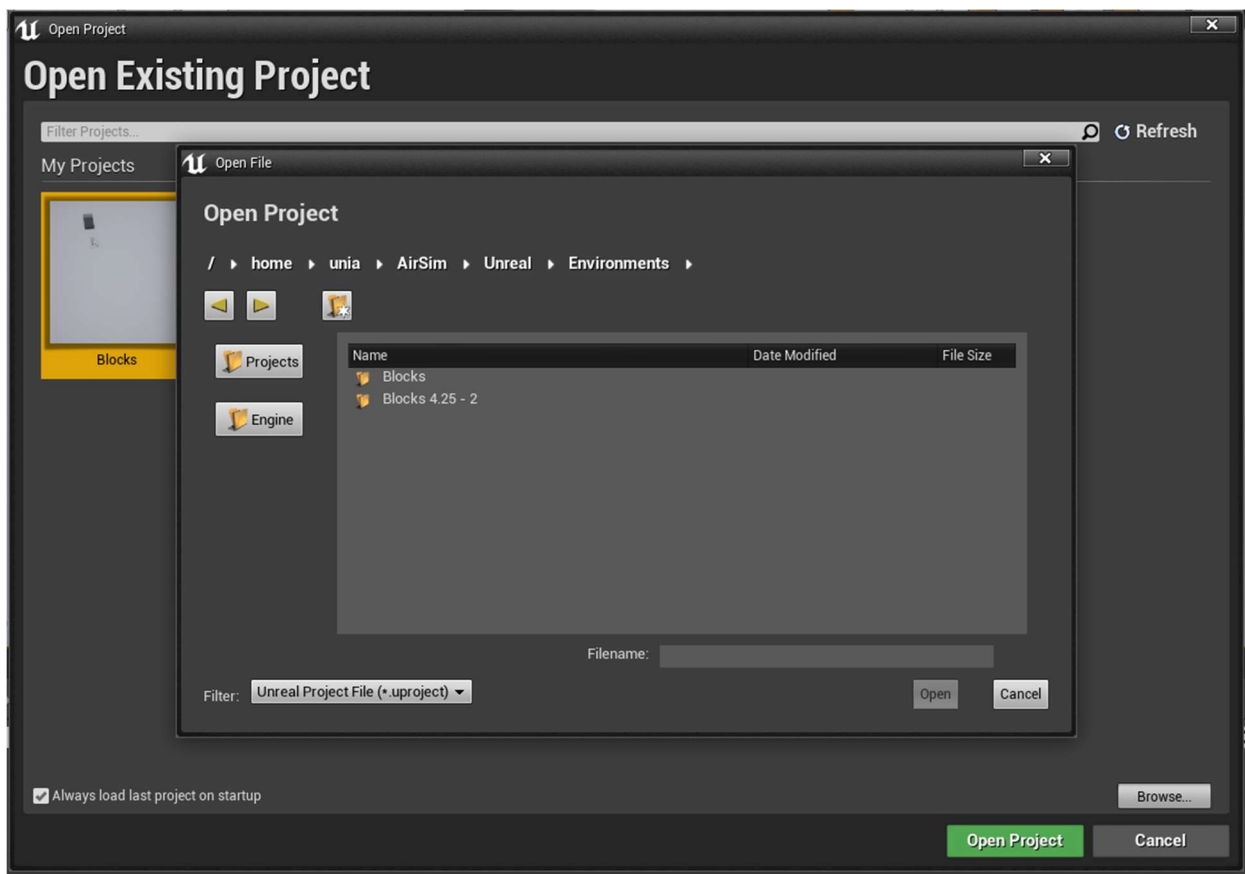 Open Project
Open Existing Project
Filter Projects...
Refresh
My Projects
Blocks
Open File
Open Project
/ home unia AirSim Unreal Environments
Projects
Engine
Name Date Modified File Size
Blocks
Blocks 4.25 - 2
Filename:
Filter: Unreal Project File (*.uproject)
Open Cancel
Always load last project on startup
Browse...
Open Project Cancel